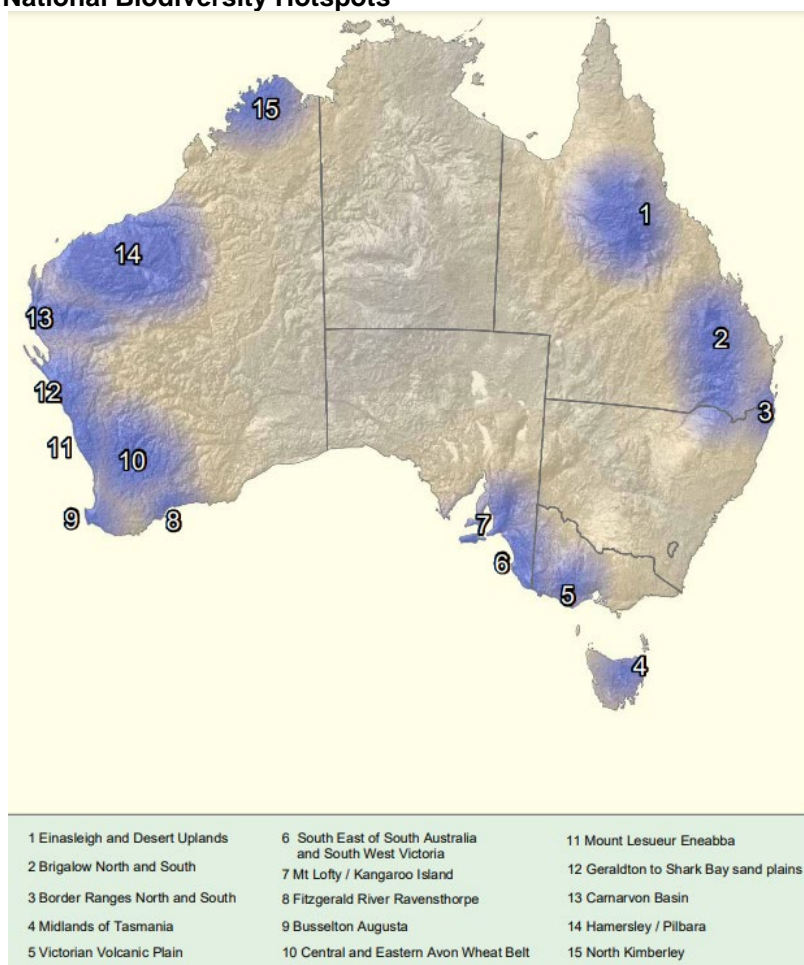 National Biodiversity Hotspots
15
1
14
13
2
12
3
11
10
9
8
7
6
5
4
1 Einasleigh and Desert Uplands
2 Brigalow North and South
3 Border Ranges North and South
4 Midlands of Tasmania
5 Victorian Volcanic Plain
6 South East of South Australia
and South West Victoria
7 Mt Lofty / Kangaroo Island
8 Fitzgerald River Ravensthorpe
9 Busselton Augusta
10 Central and Eastern Avon Wheat Belt
11 Mount Lesueur Eneabba
12 Geraldton to Shark Bay sand plains
13 Carnarvon Basin
14 Hamersley / Pilbara
15 North Kimberley